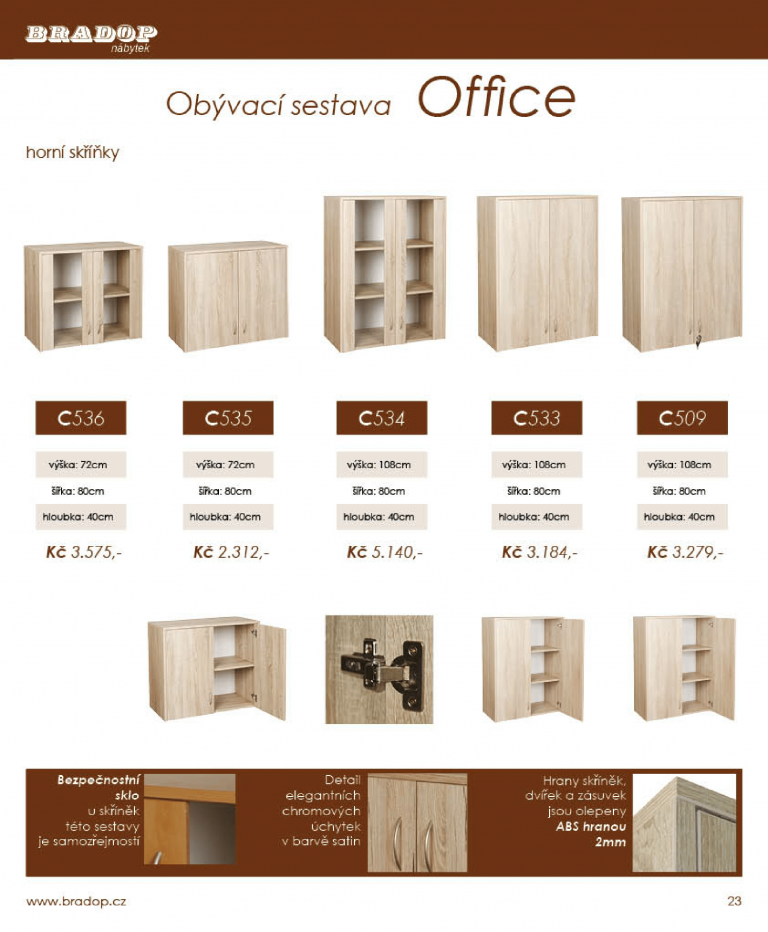 BRADOP
nábytek
Obývací sestava Office
horní skříňky
C536
výška: 72cm
šířka: 80cm
hloubka: 40cm
Kč 3.575,-
C535
výška: 72cm
šířka: 80cm
hloubka: 40cm
Kč 2.312,-
C534
výška: 108cm
šířka: 80cm
hloubka: 40cm
Kč 5.140,-
C533
výška: 108cm
šířka: 80cm
hloubka: 40cm
Kč 3.184,-
C509
výška: 108cm
šířka: 80cm
hloubka: 40cm
Kč 3.279,-
Bezpečnostní
sklo
u skříněk
této sestavy
je samozřejmostí
Detail
elegantních
chromových
úchytek
v barvě satin
Hrany skříněk,
dvířek a zásuvek
jsou olepeny
ABS hranou
2mm
www.bradop.cz
23